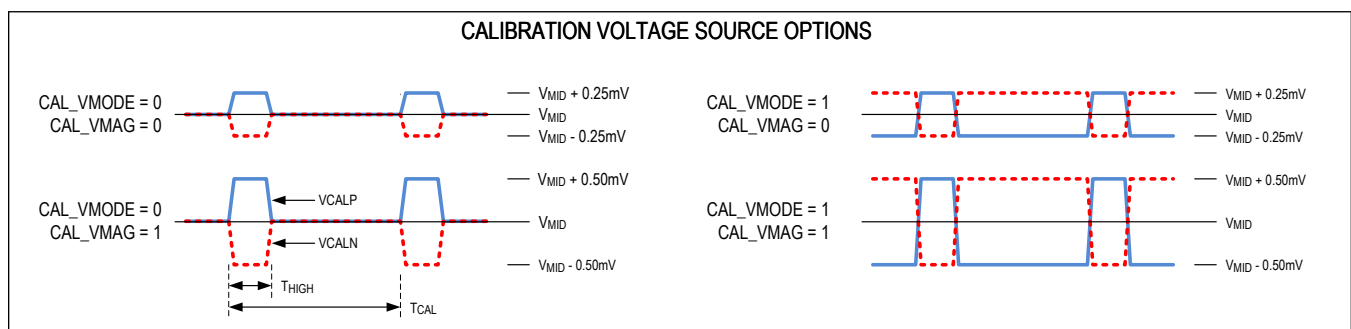 CALIBRATION VOLTAGE SOURCE OPTIONS
CAL_VMODE = 0
CAL_VMAG = 0
VMID + 0.25mV
VMID
VMID - 0.25mV
CAL_VMODE = 1
CAL_VMAG = 0
VMID + 0.25mV
VMID
VMID - 0.25mV
CAL_VMODE = 0
CAL_VMAG = 1
VCALP
VCALN
VMID + 0.50mV
VMID
VMID - 0.50mV
THIGH
TCAL
CAL_VMODE = 1
CAL_VMAG = 1
VMID + 0.50mV
VMID
VMID - 0.50mV